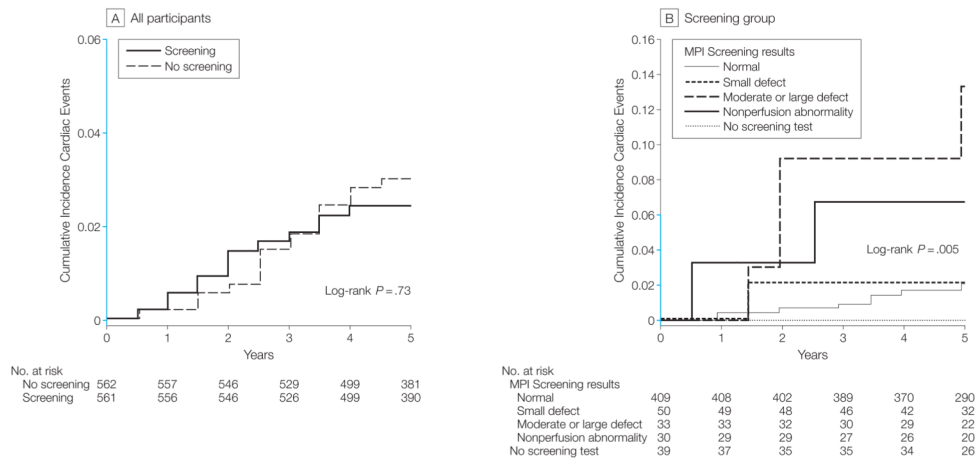 A All participants
0.06
0.04
0.02
0
Cumulative Incidence Cardiac Events
Screening
No screening
Log-rank P = .73
0 1 2 3 4 5
Years
No. at risk
No screening 562 557 546 529 499 381
Screening 561 556 546 526 499 390
B Screening group
0.16
0.14
0.12
0.10
0.08
0.06
0.04
0.02
0
Cumulative Incidence Cardiac Events
MPI Screening results
Normal
Small defect
Moderate or large defect
Nonperfusion abnormality
No screening test
Log-rank P = .005
0 1 2 3 4 5
Years
No. at risk
MPI Screening results
Normal 409 408 402 389 370 290
Small defect 50 49 48 46 42 32
Moderate or large defect 33 33 32 30 29 22
Nonperfusion abnormality 30 29 29 27 26 20
No screening test 39 37 35 35 34 26